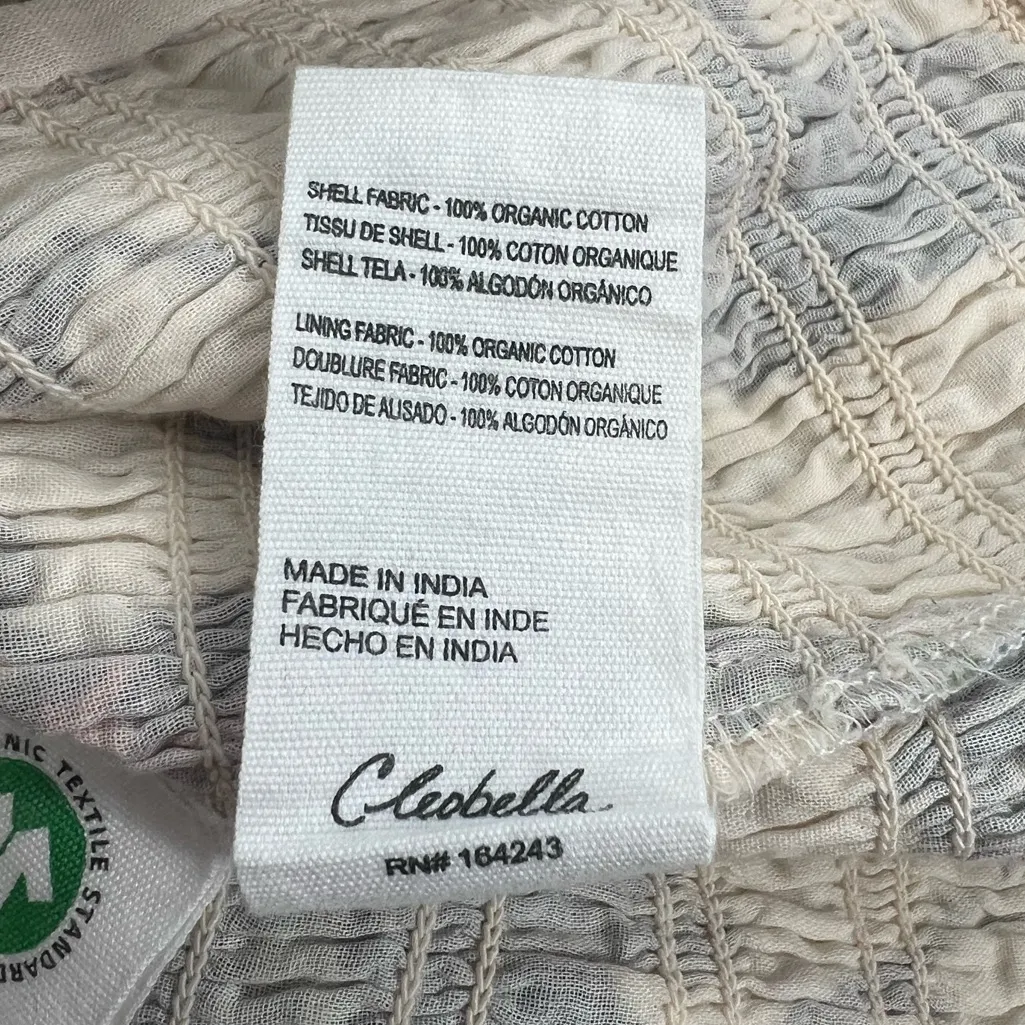 SHELL FABRIC - 100% ORGANIC COTTON
TISSU DE SHELL - 100% COTON ORGANIQUE
SHELL TELA - 100% ALGODÓN ORGÁNICO
LINING FABRIC - 100% ORGANIC COTTON
DOUBLURE FABRIC - 100% COTON ORGANIQUE
TEJIDO DE ALISADO - 100% ALGODÓN ORGÁNICO
MADE IN INDIA
FABRIQUÉ EN INDE
HECHO EN INDIA
Cleobella
RN# 164243
NIC TEXTILE STANDARD